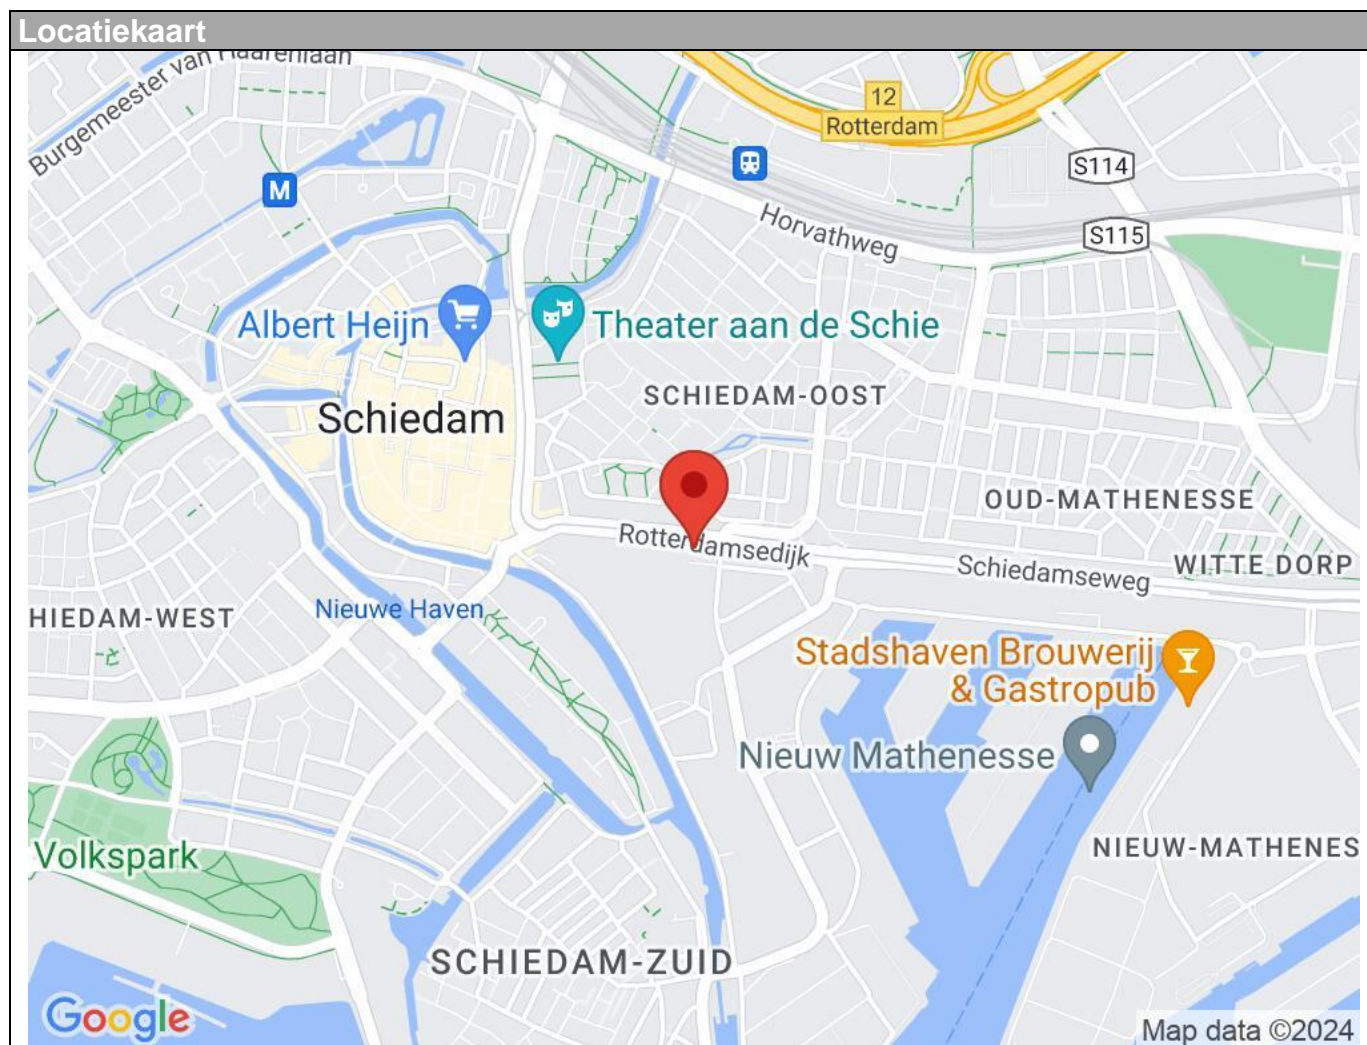 Locatiekaart
Burgemeester van Haarenlaan
12
Rotterdam
S114
M
Horvathweg
S115
Albert Heijn
Theater aan de Schie
SCHIEDAM-OOST
Schiedam
OUD-MATHENESSE
Rotterdamsedijk
Schiedamseweg
WITTE DORP
Nieuwe Haven
HIEDAM-WEST
Stadshaven Brouwerij
& Gastropub
Nieuw Mathenesse
Volkspark
NIEUW-MATHENES
SCHIEDAM-ZUID
Google
Map data ©2024